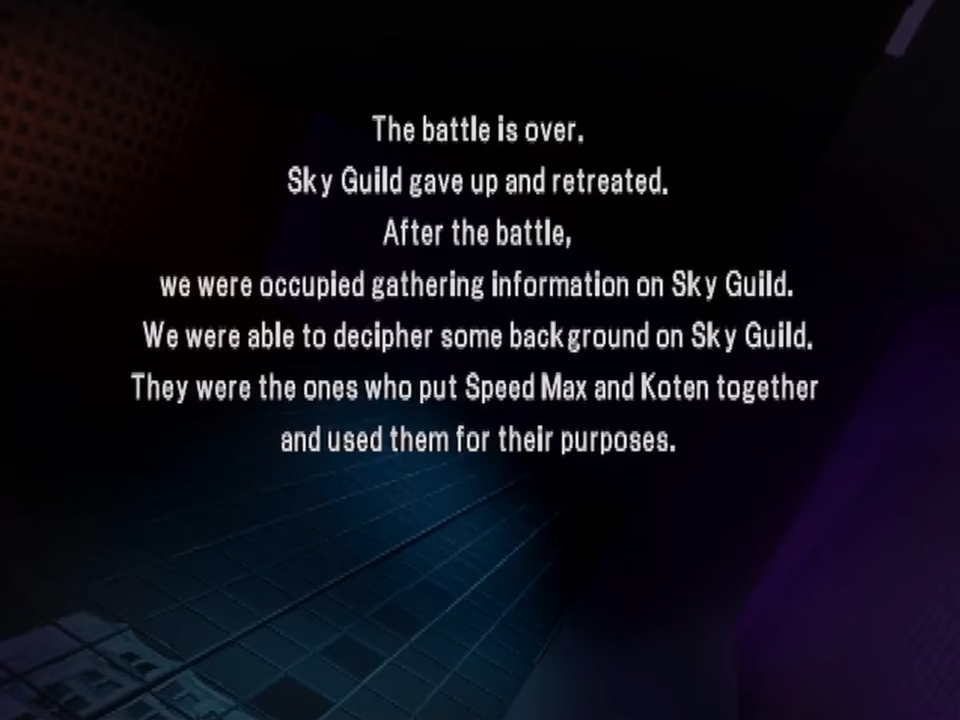 The battle is over.
Sky Guild gave up and retreated.
After the battle,
we were occupied gathering information on Sky Guild.
We were able to decipher some background on Sky Guild.
They were the ones who put Speed Max and Koten together
and used them for their purposes.